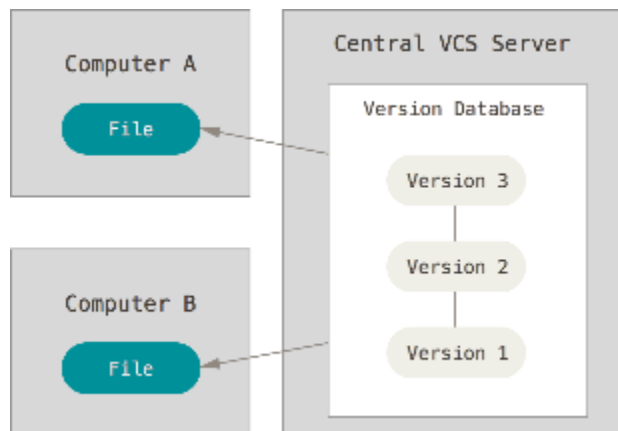 Computer A
File
Computer B
File
Central VCS Server
Version Database
Version 3
Version 2
Version 1